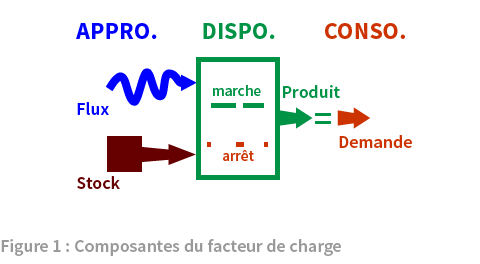 APPRO. DISPO. CONSO.
marche
Produit
Flux
=
Demande
arrêt
Stock
Figure 1 : Composantes du facteur de charge